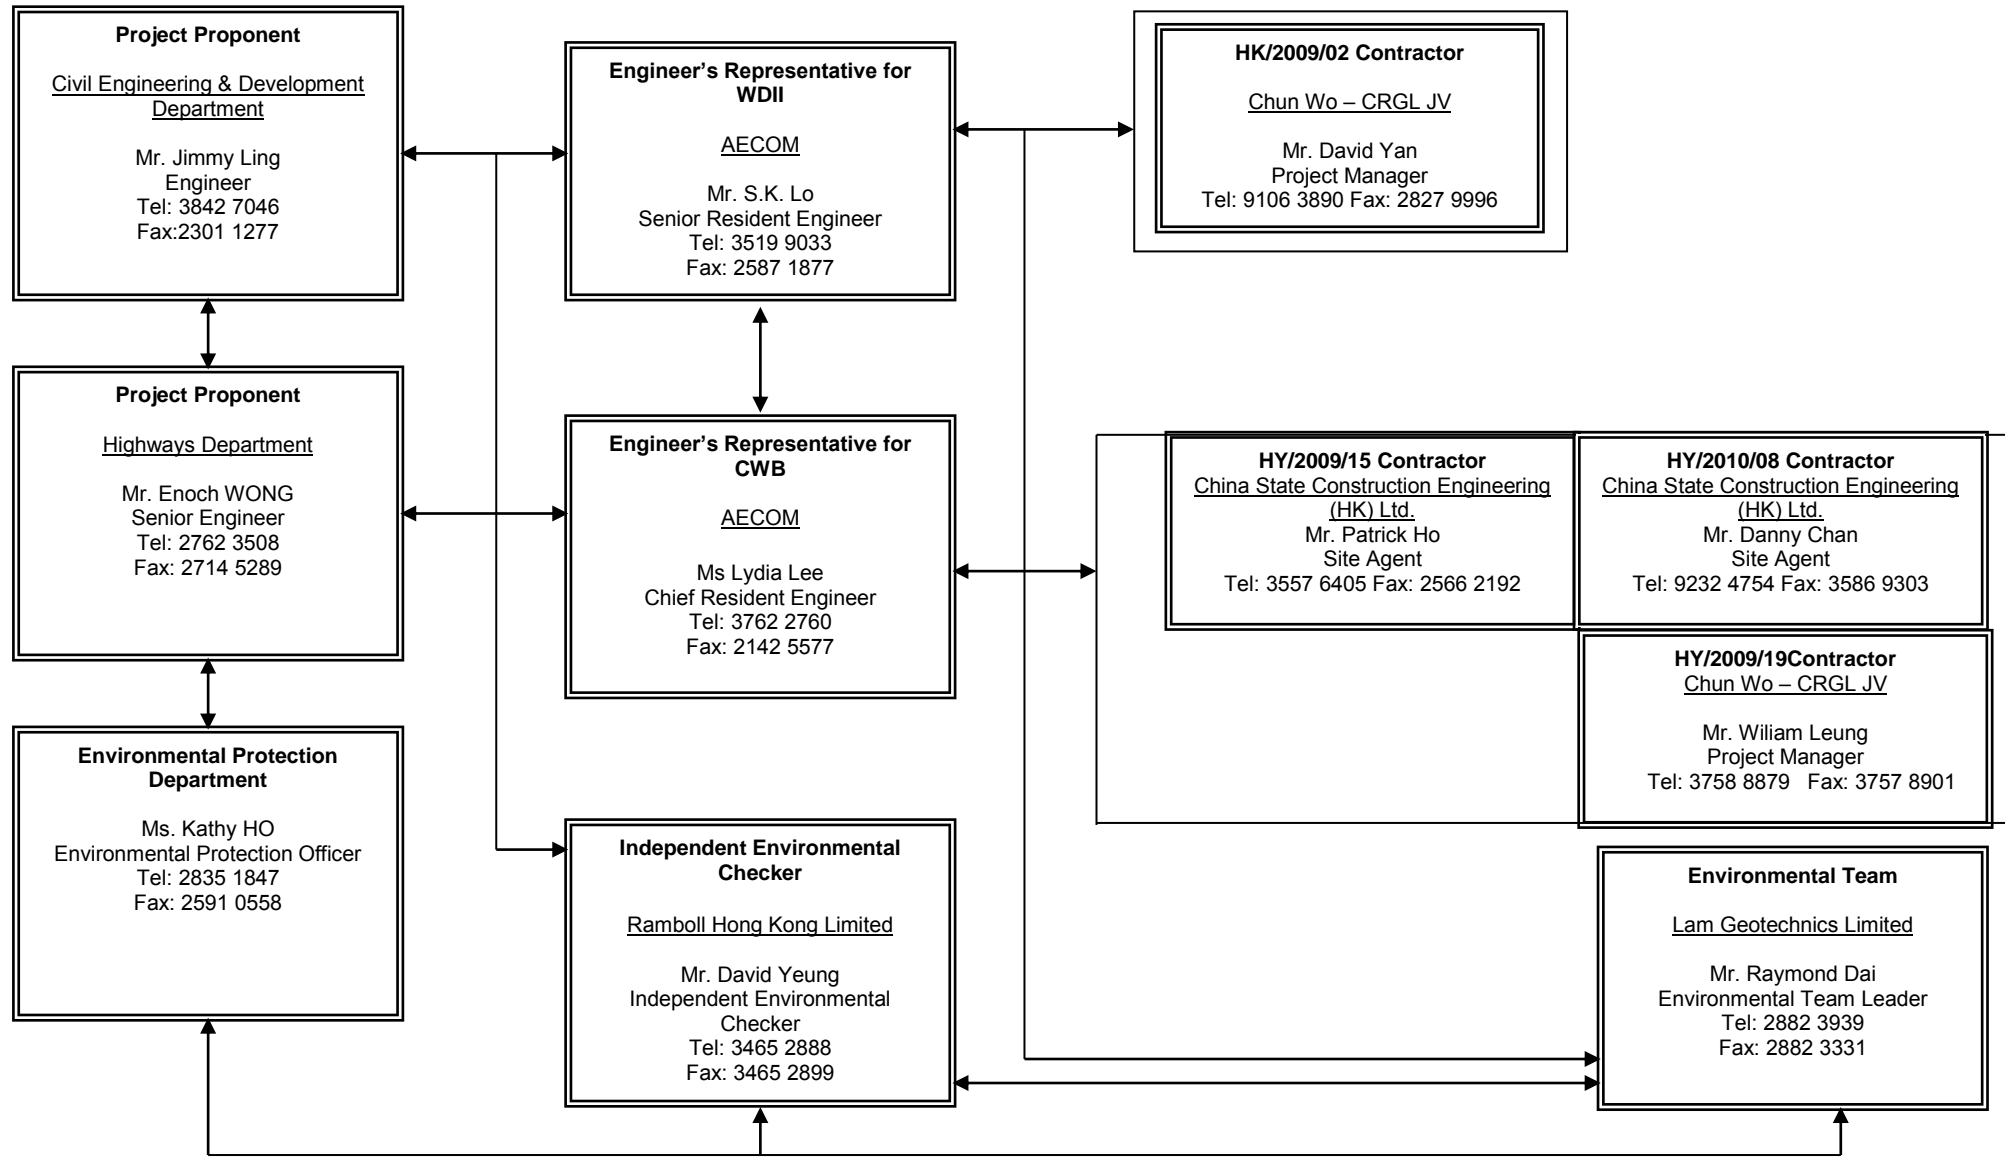 Project Proponent
Civil Engineering & Development
Department
Mr. Jimmy Ling
Engineer
Tel: 3842 7046
Fax:2301 1277
Engineer's Representative for
WDII
AECOM
Mr. S.K. Lo
Senior Resident Engineer
Tel: 3519 9033
Fax: 2587 1877
HK/2009/02 Contractor
Chun Wo – CRGL JV
Mr. David Yan
Project Manager
Tel: 9106 3890 Fax: 2827 9996
Project Proponent
Highways Department
Mr. Enoch WONG
Senior Engineer
Tel: 2762 3508
Fax: 2714 5289
Engineer's Representative for
CWB
AECOM
Ms Lydia Lee
Chief Resident Engineer
Tel: 3762 2760
Fax: 2142 5577
HY/2009/15 Contractor
China State Construction Engineering
(HK) Ltd.
Mr. Patrick Ho
Site Agent
Tel: 3557 6405 Fax: 2566 2192
HY/2010/08 Contractor
China State Construction Engineering
(HK) Ltd.
Mr. Danny Chan
Site Agent
Tel: 9232 4754 Fax: 3586 9303
HY/2009/19Contractor
Chun Wo – CRGL JV
Mr. Wiliam Leung
Project Manager
Tel: 3758 8879 Fax: 3757 8901
Environmental Protection
Department
Ms. Kathy HO
Environmental Protection Officer
Tel: 2835 1847
Fax: 2591 0558
Independent Environmental
Checker
Ramboll Hong Kong Limited
Mr. David Yeung
Independent Environmental
Checker
Tel: 3465 2888
Fax: 3465 2899
Environmental Team
Lam Geotechnics Limited
Mr. Raymond Dai
Environmental Team Leader
Tel: 2882 3939
Fax: 2882 3331